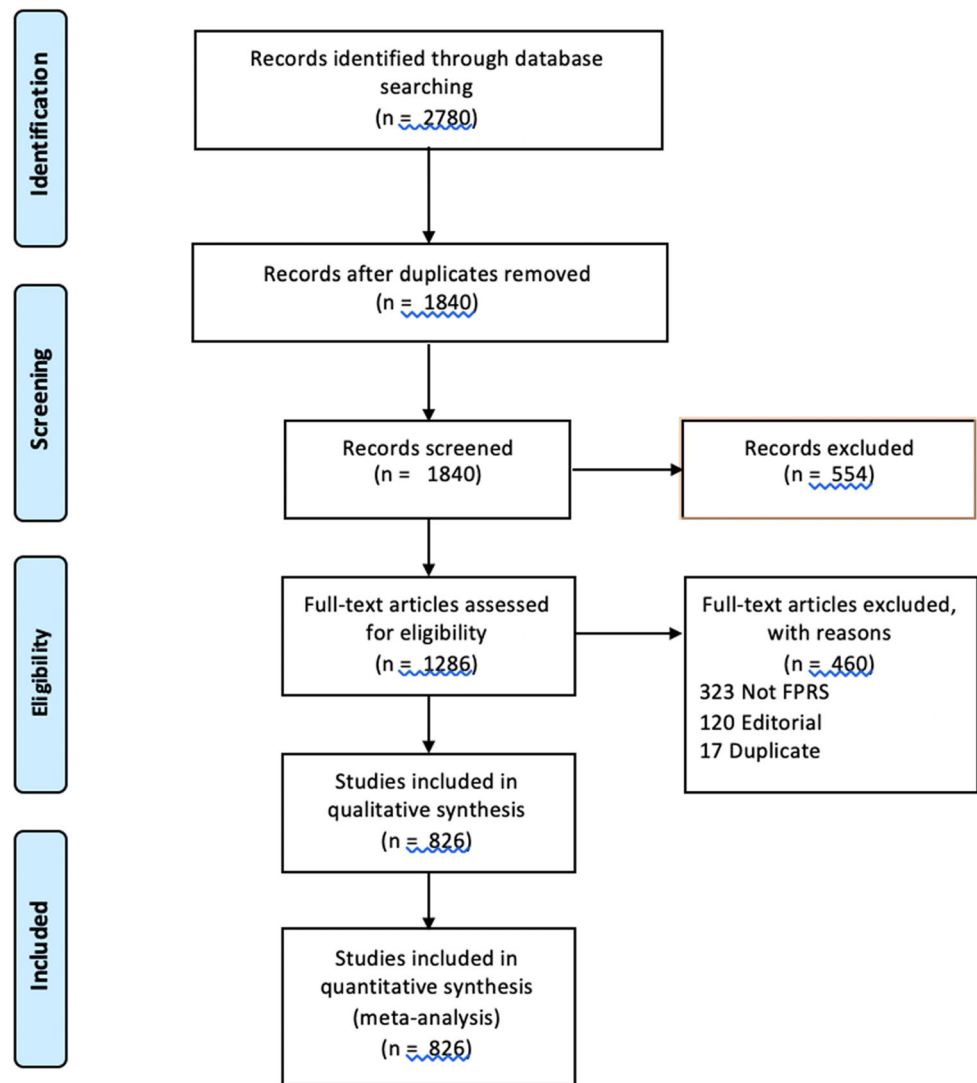 Identification
Records identified through database
searching
(n = 2780)
Records after duplicates removed
(n = 1840)
Screening
Records screened
(n = 1840)
Records excluded
(n = 554)
Eligibility
Full-text articles assessed
for eligibility
(n = 1286)
Full-text articles excluded,
with reasons
(n = 460)
323 Not FPRS
120 Editorial
17 Duplicate
Studies included in
qualitative synthesis
(n = 826)
Included
Studies included in
quantitative synthesis
(meta-analysis)
(n = 826)